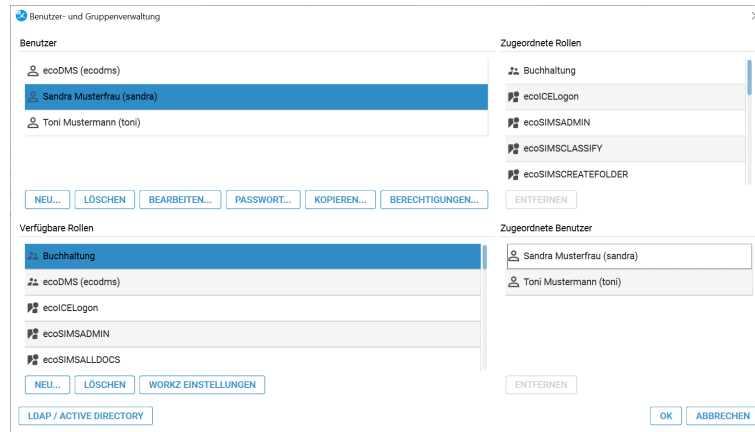 Benutzer- und Gruppenverwaltung
Benutzer
ecoDMS (ecodms)
Sandra Musterfrau (sandra)
Toni Mustermann (toni)
NEU... LÖSCHEN BEARBEITEN... PASSWORT... KOPIEREN... BERECHTIGUNGEN...
Zugeordnete Rollen
Buchhaltung
ecoICELogon
ecoSIMSADMIN
ecoSIMSCLASSIFY
ecoSIMSCREATEFOLDER
ENTFERNEN
Verfügbare Rollen
Buchhaltung
ecoDMS (ecodms)
ecoICELogon
ecoSIMSADMIN
ecoSIMSALLDOCS
NEU... LÖSCHEN WORKZ EINSTELLUNGEN
Zugeordnete Benutzer
Sandra Musterfrau (sandra)
Toni Mustermann (toni)
ENTFERNEN
LDAP / ACTIVE DIRECTORY
OK ABBRECHEN